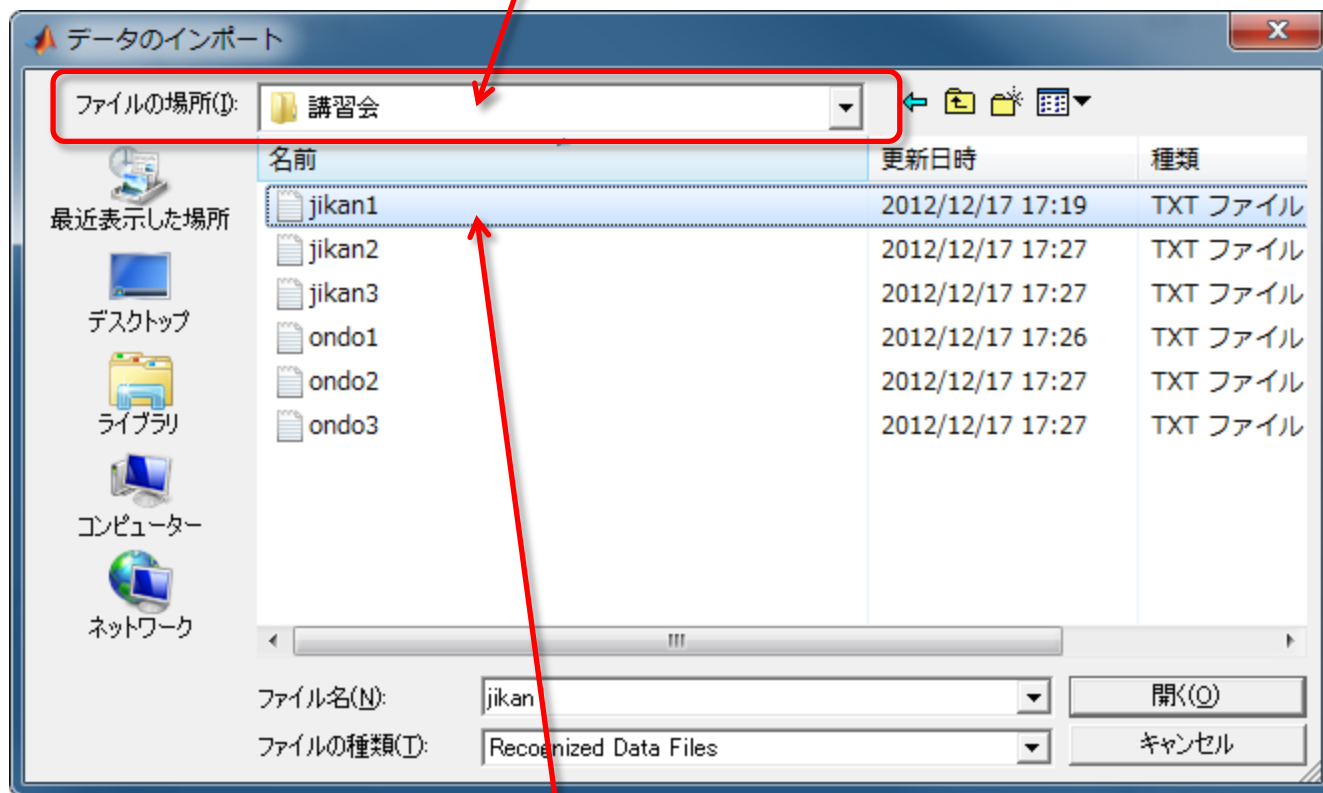 データのインポート
ファイルの場所(I): 講習会
名前 更新日時 種類
最近表示した場所
デスクトップ
ライブラリ
コンピューター
ネットワーク
jikan1 2012/12/17 17:19 TXT ファイル
jikan2 2012/12/17 17:27 TXT ファイル
jikan3 2012/12/17 17:27 TXT ファイル
ondo1 2012/12/17 17:26 TXT ファイル
ondo2 2012/12/17 17:27 TXT ファイル
ondo3 2012/12/17 17:27 TXT ファイル
ファイル名(N): jikan 開く(O)
ファイルの種類(T): Recognized Data Files キャンセル